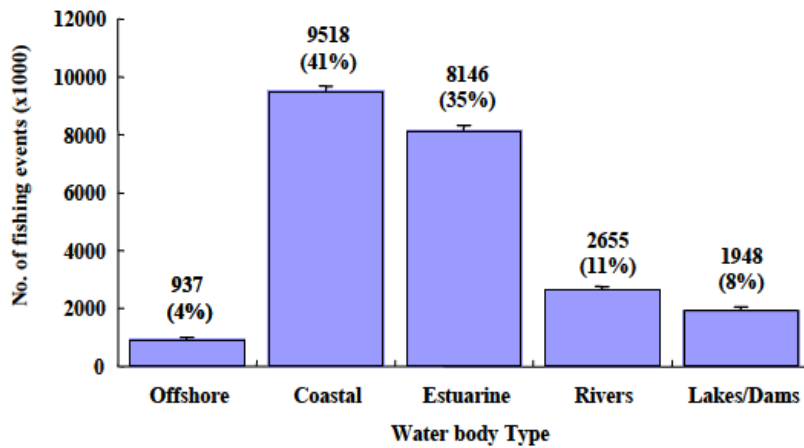 No. of fishing events (x1000)
12000
10000
8000
6000
4000
2000
0
937
(4%)
9518
(41%)
8146
(35%)
2655
(11%)
1948
(8%)
Offshore
Coastal
Estuarine
Rivers
Lakes/Dams
Water body Type